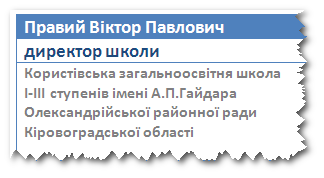 Правий Віктор Павлович
директор школи
Користівська загальноосвітня школа
І-ІІІ ступенів імені А.П.Гайдара
Олександрійської районної ради
Кіровоградської області